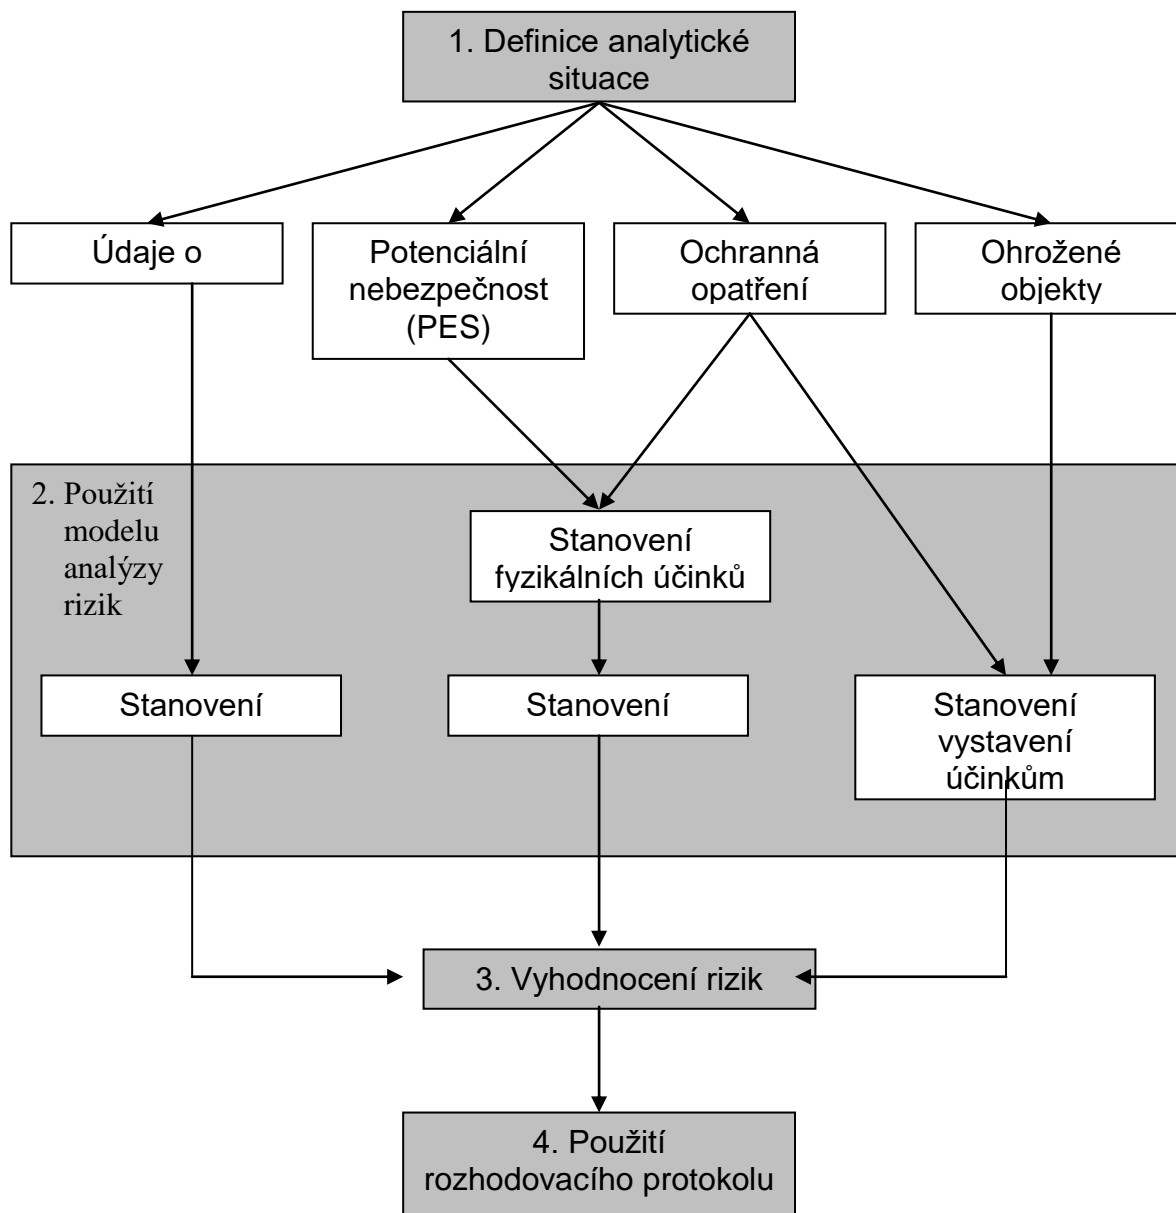 1. Definice analytické
situace
Údaje o
Potenciální
nebezpečnost
(PES)
Ochranná
opatření
Ohrožené
objekty
2. Použití
modelu
analýzy
rizik
Stanovení
fyzikálních účinků
Stanovení
Stanovení
Stanovení
vystavení
účinkům
3. Vyhodnocení rizik
4. Použití
rozhodovacího protokolu